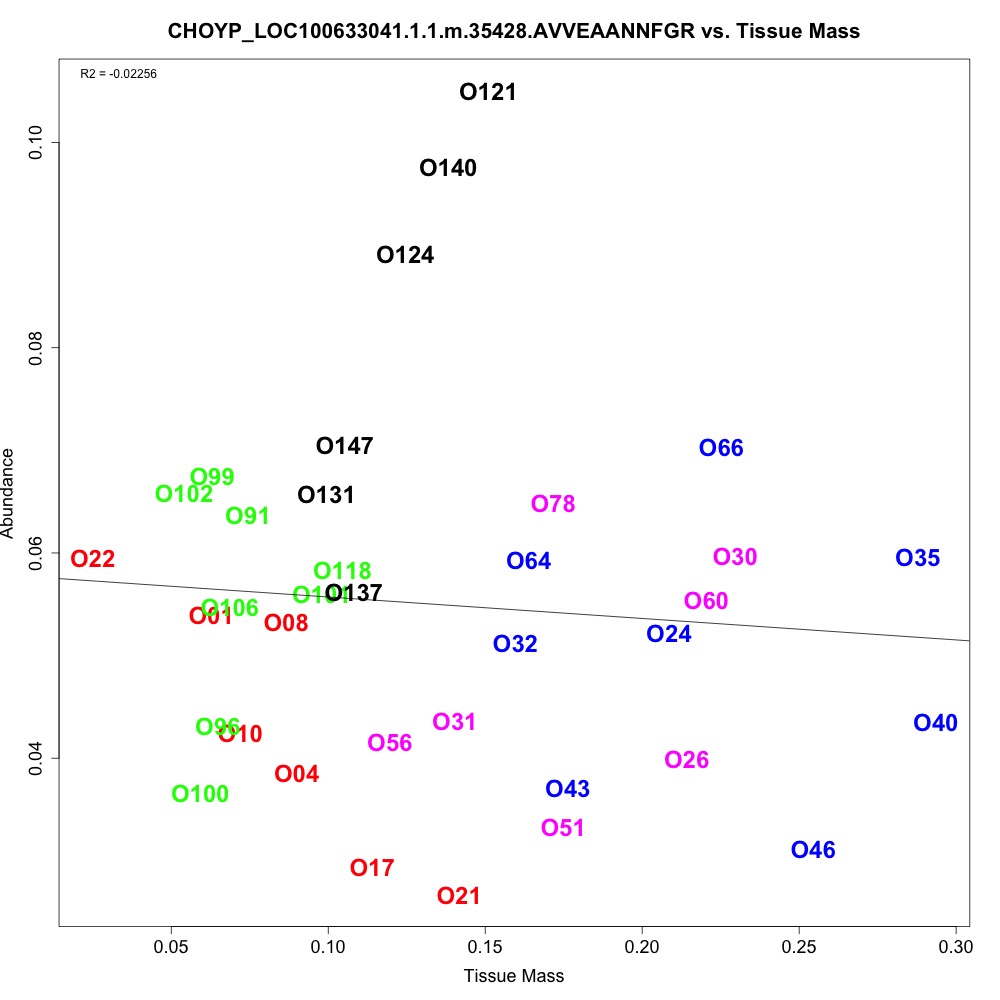 CHOYP_LOC100633041.1.1.m.35428.AVVEAANNFGR vs. Tissue Mass
R2 = -0.02256
O121
O140
O124
O147
O66
O99
O102
O131
O78
O91
O22
O64
O30
O35
O118
O137
O60
O106
O01
O08
O24
O32
O96
O10
O31
O40
O56
O26
O04
O43
O100
O51
O46
O17
O21
0.10
0.08
0.06
0.04
Abundance
0.05 0.10 0.15 0.20 0.25 0.30
Tissue Mass